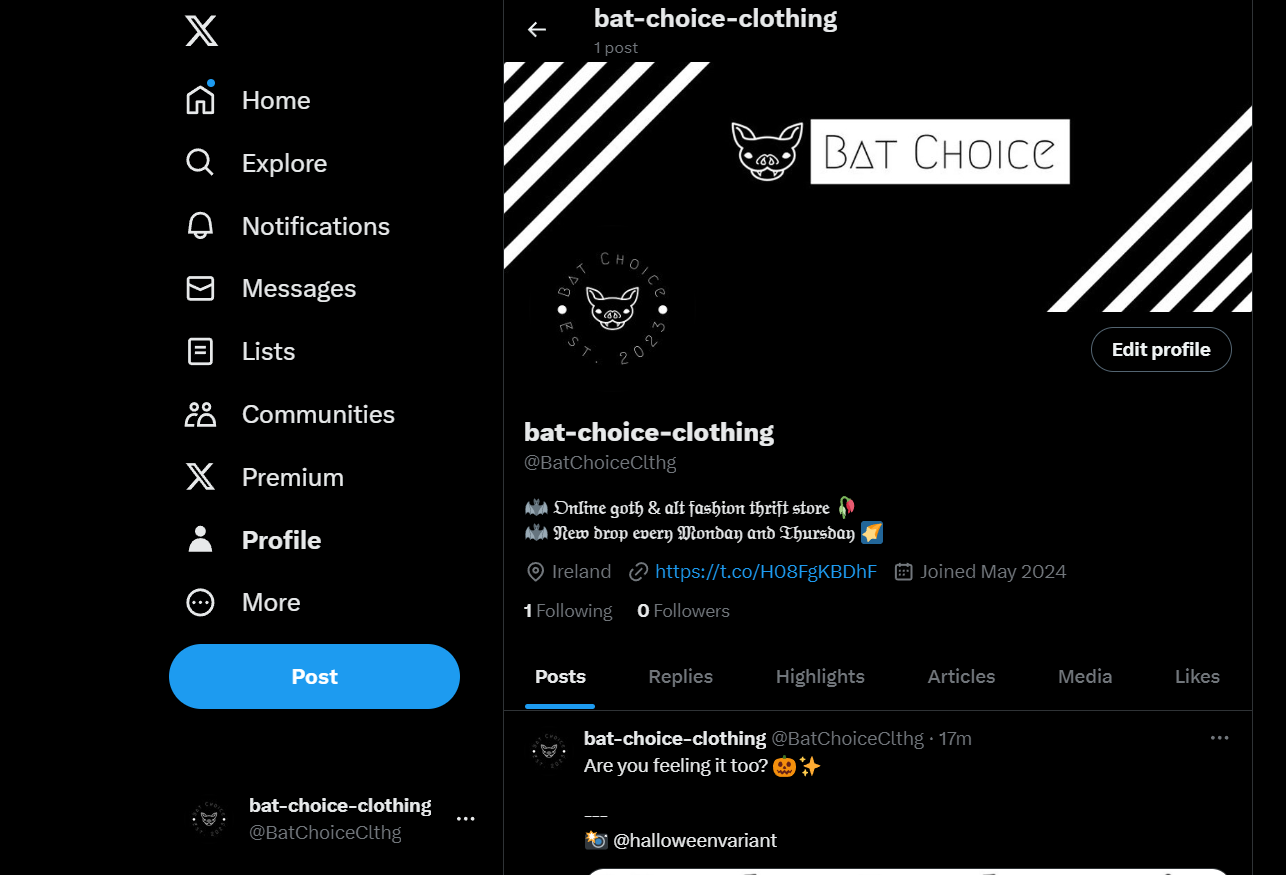 bat-choice-clothing
1 post
Home
Explore
Notifications
Messages
Lists
Communities
Premium
Profile
More
Post
BAT CHOICE
BAT CHOICE
EST. 2023
Edit profile
bat-choice-clothing
@BatChoiceClthg
🦇 𝔒𝔫𝔩𝔦𝔫𝔢 𝔤𝔬𝔱𝔥 & 𝔞𝔩𝔱 𝔣𝔞𝔰𝔥𝔦𝔬𝔫 𝔱𝔥𝔯𝔦𝔣𝔱 𝔰𝔱𝔬𝔯𝔢 🥀
🦇 𝔑𝔢𝔴 𝔡𝔯𝔬𝔭 𝔢𝔳𝔢𝔯𝔶 𝔐𝔬𝔫𝔡𝔞𝔶 𝔞𝔫𝔡 𝔗𝔥𝔲𝔯𝔰𝔡𝔞𝔶 🌠
Ireland https://t.co/H08FgKBDhF Joined May 2024
1 Following 0 Followers
Posts Replies Highlights Articles Media Likes
bat-choice-clothing @BatChoiceClthg · 17m
Are you feeling it too? 🎃✨
---
📸 @halloweenvariant
bat-choice-clothing
@BatChoiceClthg